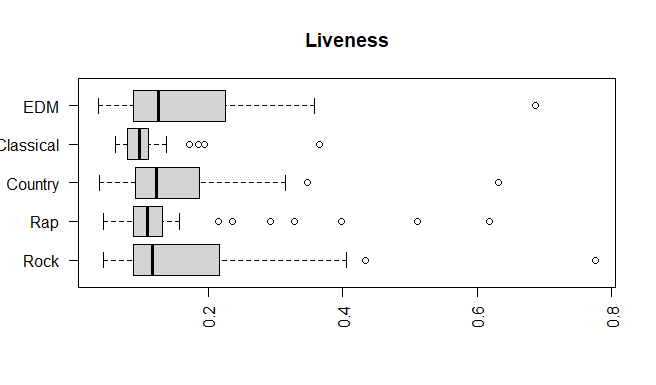 Liveness
EDM
Classical
Country
Rap
Rock
0.2
0.4
0.6
0.8